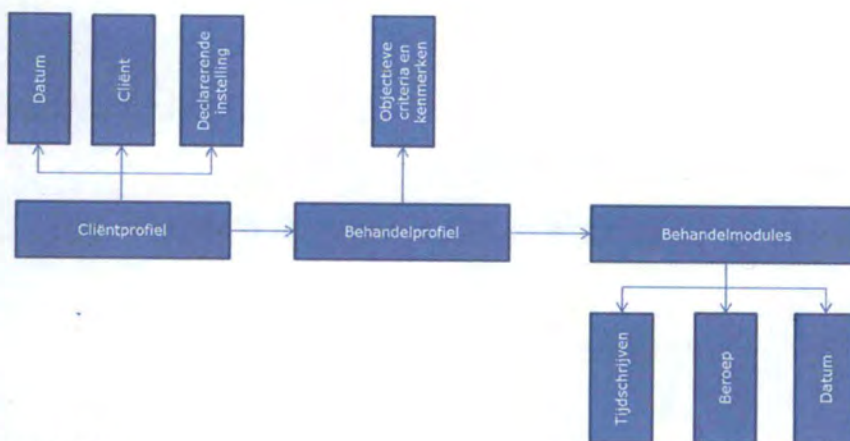 Datum
Cliënt
Declarerende
instelling
Objectieve
criteria en
kenmerken
Cliëntprofiel
Behandelprofiel
Behandelmodules
Tijdschrijven
Beroep
Datum